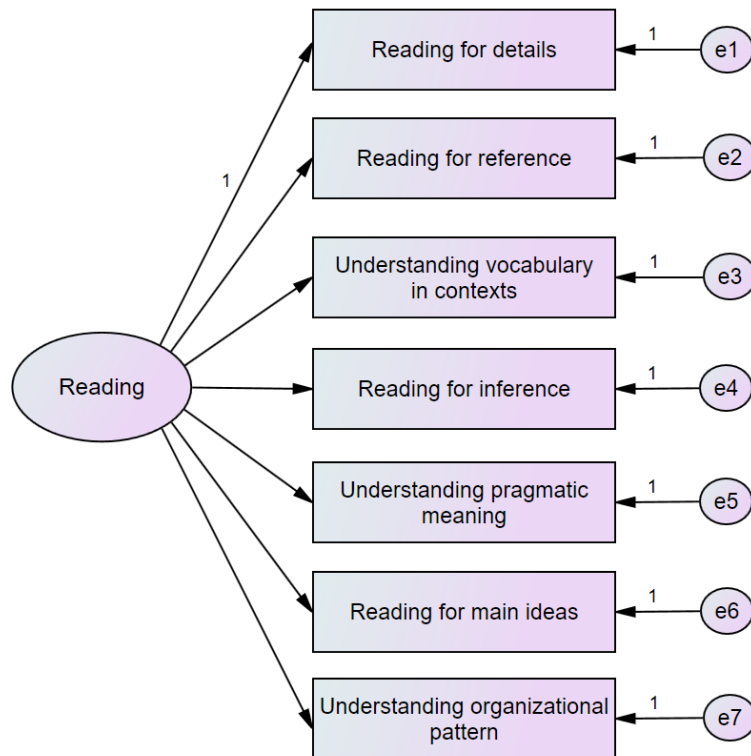 Reading for details
1
e1
Reading for reference
1
e2
1
Understanding vocabulary
in contexts
1
e3
Reading
Reading for inference
1
e4
Understanding pragmatic
meaning
1
e5
Reading for main ideas
1
e6
Understanding organizational
pattern
1
e7